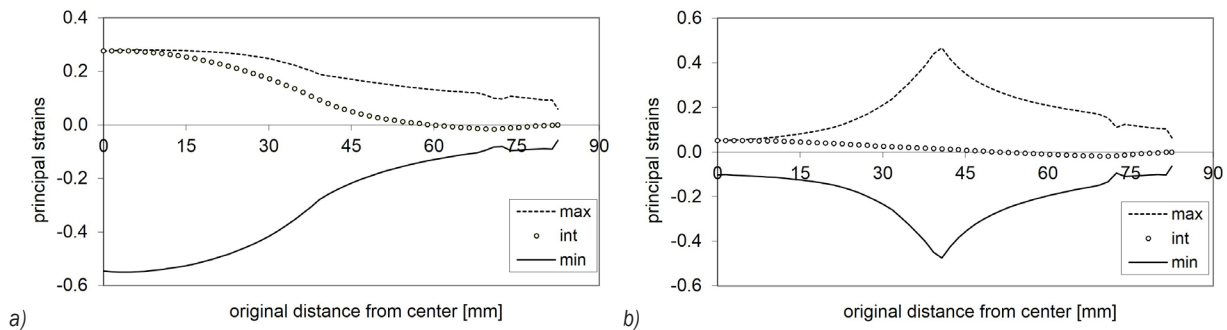 0.4
0.2
0.0
-0.2
-0.4
-0.6
0
15
30
45
60
75
90
principal strains
max
int
min
original distance from center [mm]
a)
0.6
0.4
0.2
0.0
-0.2
-0.4
-0.6
0
15
30
45
60
75
90
principal strains
max
int
min
original distance from center [mm]
b)